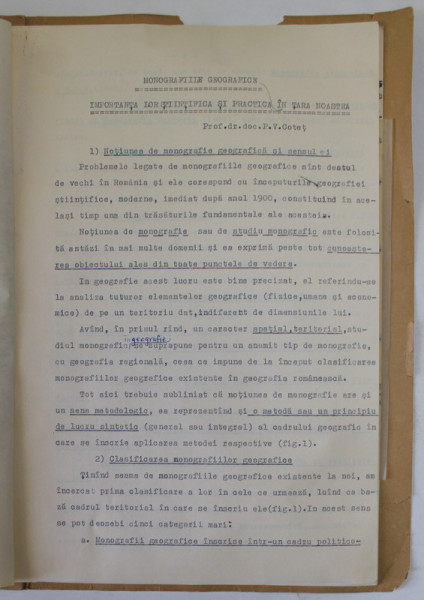 MONOGRAFIILE GEOGRAFICE
IMPORTANȚA LOR ȘTIINȚIFICĂ ȘI PRACTICĂ ÎN ȚARA NOASTRĂ
Prof.dr.doc.P.V.Coteț
1) Noțiunea de monografie geografică și sensul ei
Problemele legate de monografiile geografice sînt destul
de vechi în România și ele corespund cu începuturile geografiei
științifice, moderne, imediat după anul 1900, constituind în ace-
lași timp una din trăsăturile fundamentale ale acesteia.
Noțiunea de monografie sau de studiu monografic este folosi-
tă astăzi în mai multe domenii și ea exprimă peste tot cunoaște-
rea obiectului ales din toate punctele de vedere.
In geografie acest lucru este bine precizat, el referindu-se
la analiza tuturor elementelor geografice (fizice,umane și econo-
mice) de pe un teritoriu dat,indiferent de dimensiunile lui.
Avînd, în primul rînd, un caracter spațial,teritorial,stu-
diul monografic geografic se suprapune pentru un anumit tip de monografie,
cu geografia regională, ceea ce impune de la început clasificarea
monografiilor geografice existente în geografia românească.
Tot aici trebuie subliniat că noțiunea de monografie are și
un sens metodologic, ea reprezentînd și o metodă sau un principiu
de lucru sintetic (general sau integral) al cadrului geografic în
care se înscrie aplicarea metodei respective (fig.1).
2) Clasificarea monografiilor geografice
Ținînd seama de monografiile geografice existente la noi, am
încercat prima clasificare a lor în cele ce urmează, luînd ca ba-
ză cadrul teritorial în care se înscriu ele(fig.1).In acest sens
se pot deosebi cinci categorii mari:
a. Monografii geografice înscrise într-un cadru politico-